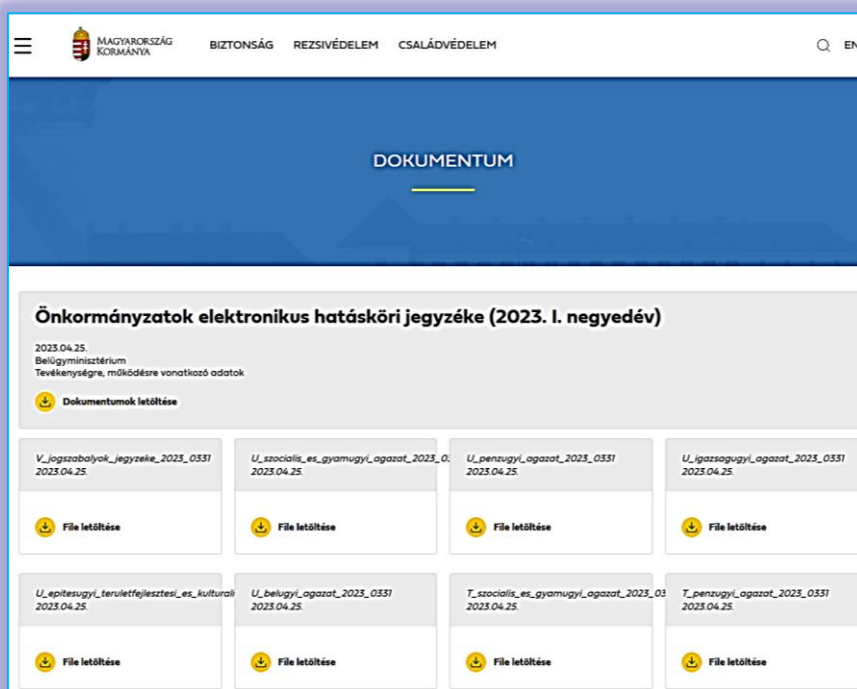 MAGYARORSZÁG
KORMÁNYA
BIZTONSÁG REZSIVÉDELEM CSALÁDVÉDELEM
EN
DOKUMENTUM
Önkormányzatok elektronikus hatásköri jegyzéke (2023. I. negyedév)
2023.04.25.
Belügyminisztérium
Tevékenységre, működésre vonatkozó adatok
Dokumentumok letöltése
V_jogszabalyok_jegyzeke_2023_0331
2023.04.25.
File letöltése
U_szocialis_es_gyamugyi_agazat_2023_0
2023.04.25.
File letöltése
U_penzugyi_agazat_2023_0331
2023.04.25.
File letöltése
U_igazsagugyi_agazat_2023_0331
2023.04.25.
File letöltése
U_epitesugyi_teruletfejlesztesi_es_kulturali
2023.04.25.
File letöltése
U_belugyi_agazat_2023_0331
2023.04.25.
File letöltése
T_szocialis_es_gyamugyi_agazat_2023_03
2023.04.25.
File letöltése
T_penzugyi_agazat_2023_0331
2023.04.25.
File letöltése